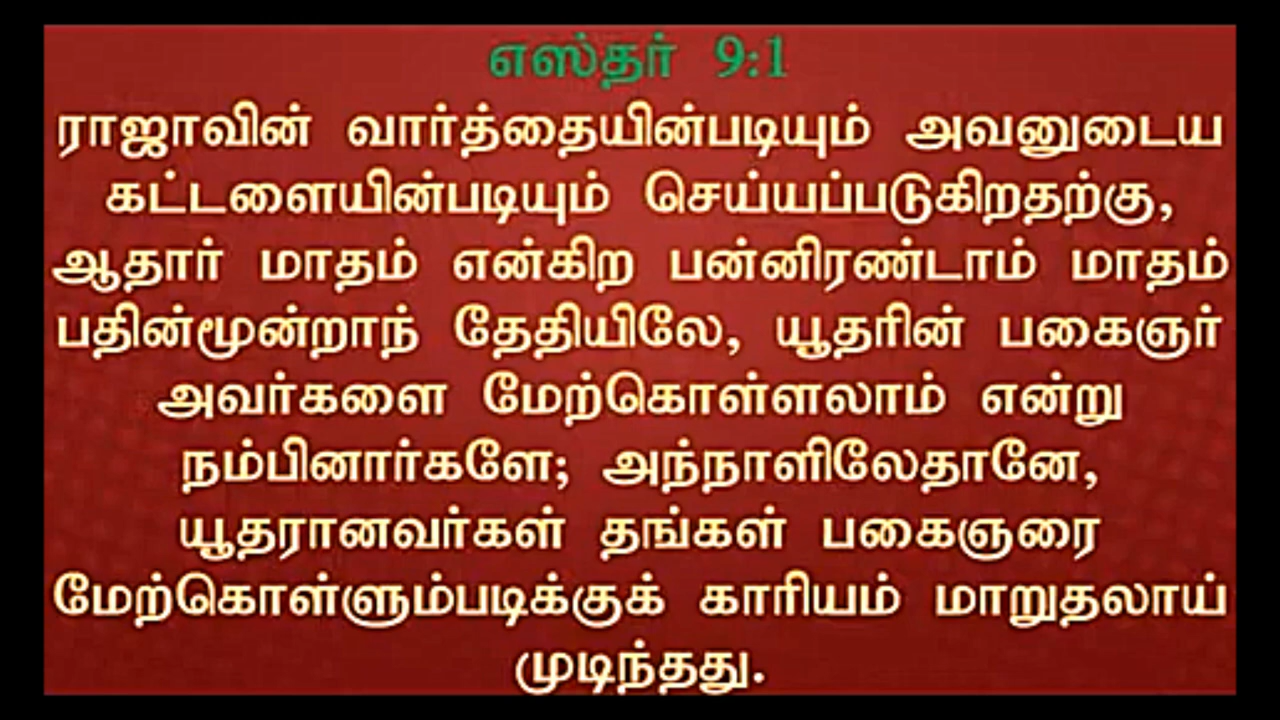 எஸ்தர் 9:1
ராஜாவின் வார்த்தையின்படியும் அவனுடைய
கட்டளையின்படியும் செய்யப்படுகிறதற்கு,
ஆதார் மாதம் என்கிற பன்னிரண்டாம் மாதம்
பதின்மூன்றாந் தேதியிலே, யூதரின் பகைஞர்
அவர்களை மேற்கொள்ளலாம் என்று
நம்பினார்களே; அந்நாளிலேதானே,
யூதரானவர்கள் தங்கள் பகைஞரை
மேற்கொள்ளும்படிக்குக் காரியம் மாறுதலாய்
முடிந்தது.